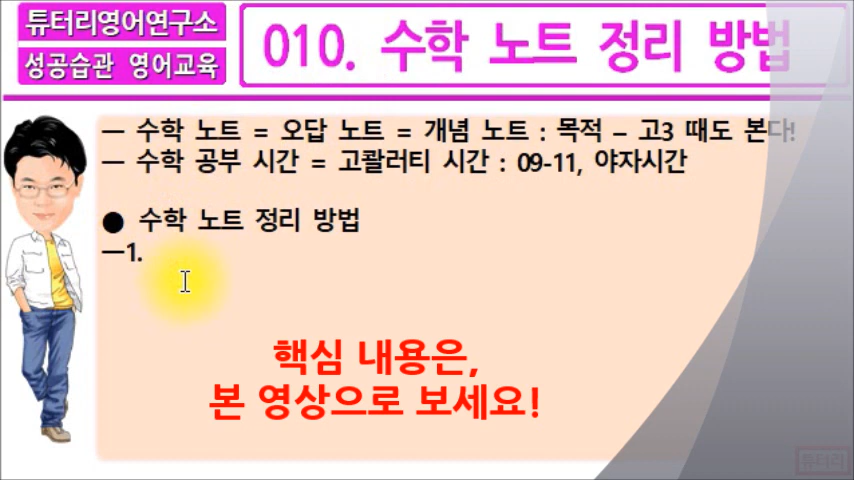 튜터리영어연구소
성공습관 영어교육
010. 수학 노트 정리 방법
― 수학 노트 = 오답 노트 = 개념 노트 : 목적 – 고3 때도 본다!
― 수학 공부 시간 = 고퀄러티 시간 : 09-11, 야자시간
● 수학 노트 정리 방법
―1.
핵심 내용은,
본 영상으로 보세요!
튜터리